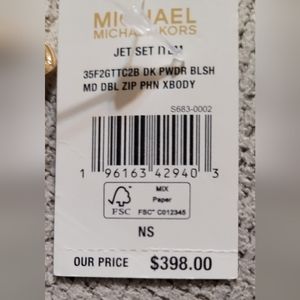 MICHAEL
MICHAEL KORS
JET SET ITEM
35F2GTTC2B DK PWDR BLSH
MD DBL ZIP PHN XBODY
S683-0002
1 96163 42940 3
FSC
MIX
Paper
FSC™ C012345
NS
OUR PRICE $398.00